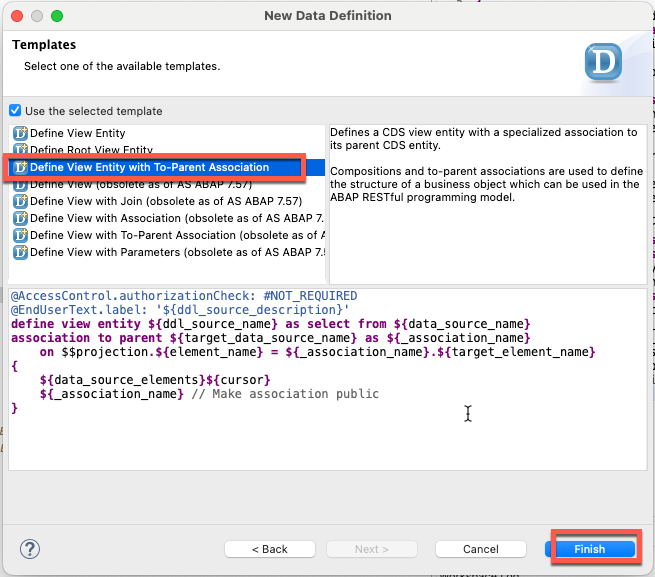 New Data Definition
Templates
Select one of the available templates.
D
Use the selected template
Define View Entity
Define Root View Entity
Define View Entity with To-Parent Association
Define View (obsolete as of AS ABAP 7.57)
Define View with Join (obsolete as of AS ABAP 7.57)
Define View with Association (obsolete as of AS ABAP 7.
Define View with To-Parent Association (obsolete as of A
Define View with Parameters (obsolete as of AS ABAP 7.5
Defines a CDS view entity with a specialized association to
its parent CDS entity.
Compositions and to-parent associations are used to define
the structure of a business object which can be used in the
ABAP RESTful programming model.
@AccessControl.authorizationCheck: #NOT_REQUIRED
@EndUserText.label: '${ddl_source_description}'
define view entity ${ddl_source_name} as select from ${data_source_name}
association to parent ${target_data_source_name} as ${_association_name}
on $$projection.${element_name} = ${_association_name}.${target_element_name}
{
${data_source_elements}${cursor}
${_association_name} // Make association public
}
?
< Back
Next >
Cancel
Finish